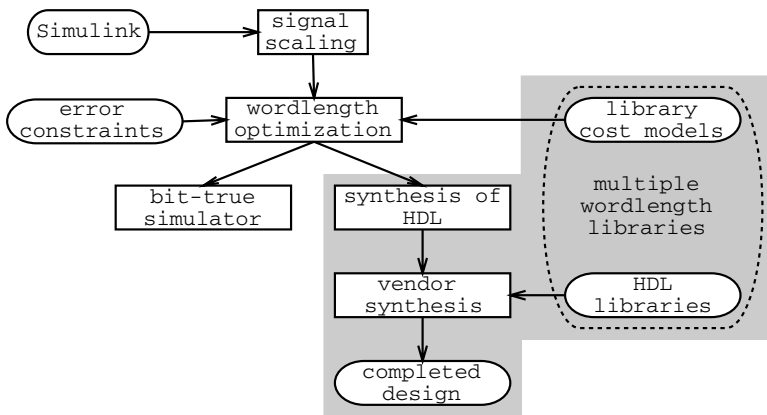 Simulink
signal
scaling
error
constraints
wordlength
optimization
library
cost models
bit-true
simulator
synthesis of
HDL
multiple
wordlength
libraries
vendor
synthesis
HDL
libraries
completed
design